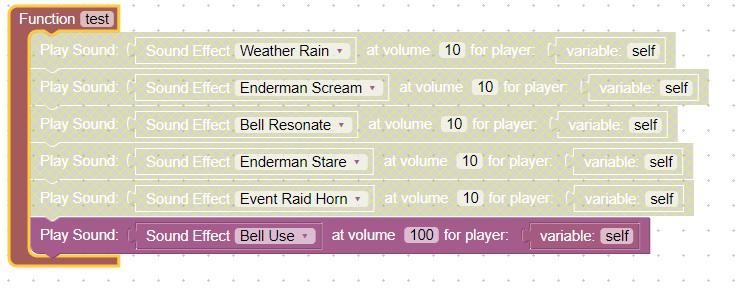 Function test
Play Sound: Sound Effect Weather Rain at volume 10 for player: variable: self
Play Sound: Sound Effect Enderman Scream at volume 10 for player: variable: self
Play Sound: Sound Effect Bell Resonate at volume 10 for player: variable: self
Play Sound: Sound Effect Enderman Stare at volume 10 for player: variable: self
Play Sound: Sound Effect Event Raid Horn at volume 10 for player: variable: self
Play Sound: Sound Effect Bell Use at volume 100 for player: variable: self